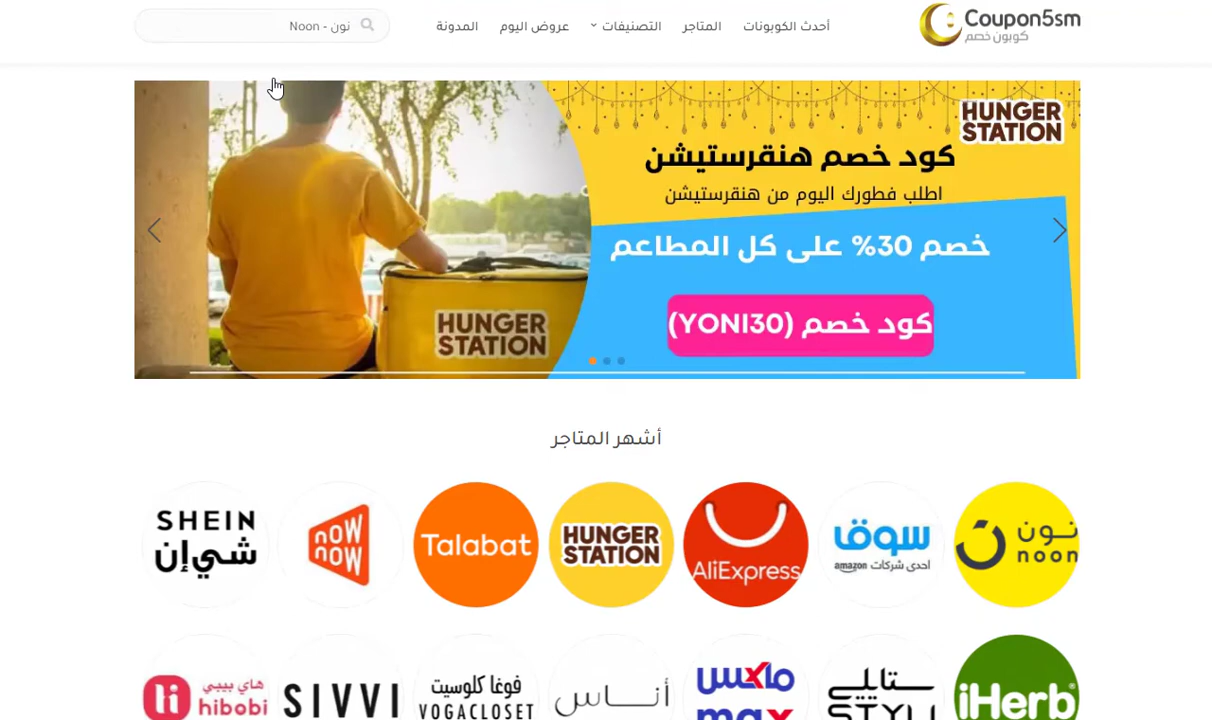 Coupon5sm
كوبون خصم
أحدث الكوبونات
المتاجر
التصنيفات
عروض اليوم
المدونة
نون - Noon
HUNGER
STATION
كود خصم هنقرستيشن
اطلب فطورك اليوم من هنقرستيشن
خصم 30% على كل المطاعم
كود خصم (YONI30)
HUNGER
STATION
أشهر المتاجر
نون
noon
سوق
احدى شركات amazon
AliExpress
HUNGER
STATION
Talabat
noW
noW
SHEIN
شي إن
iHerb
ستايلي
STYLI
ماكس
max
أناس
فوغا كلوسيت
VOGACLOSET
SIVVI
هاي بيبي
hibobi